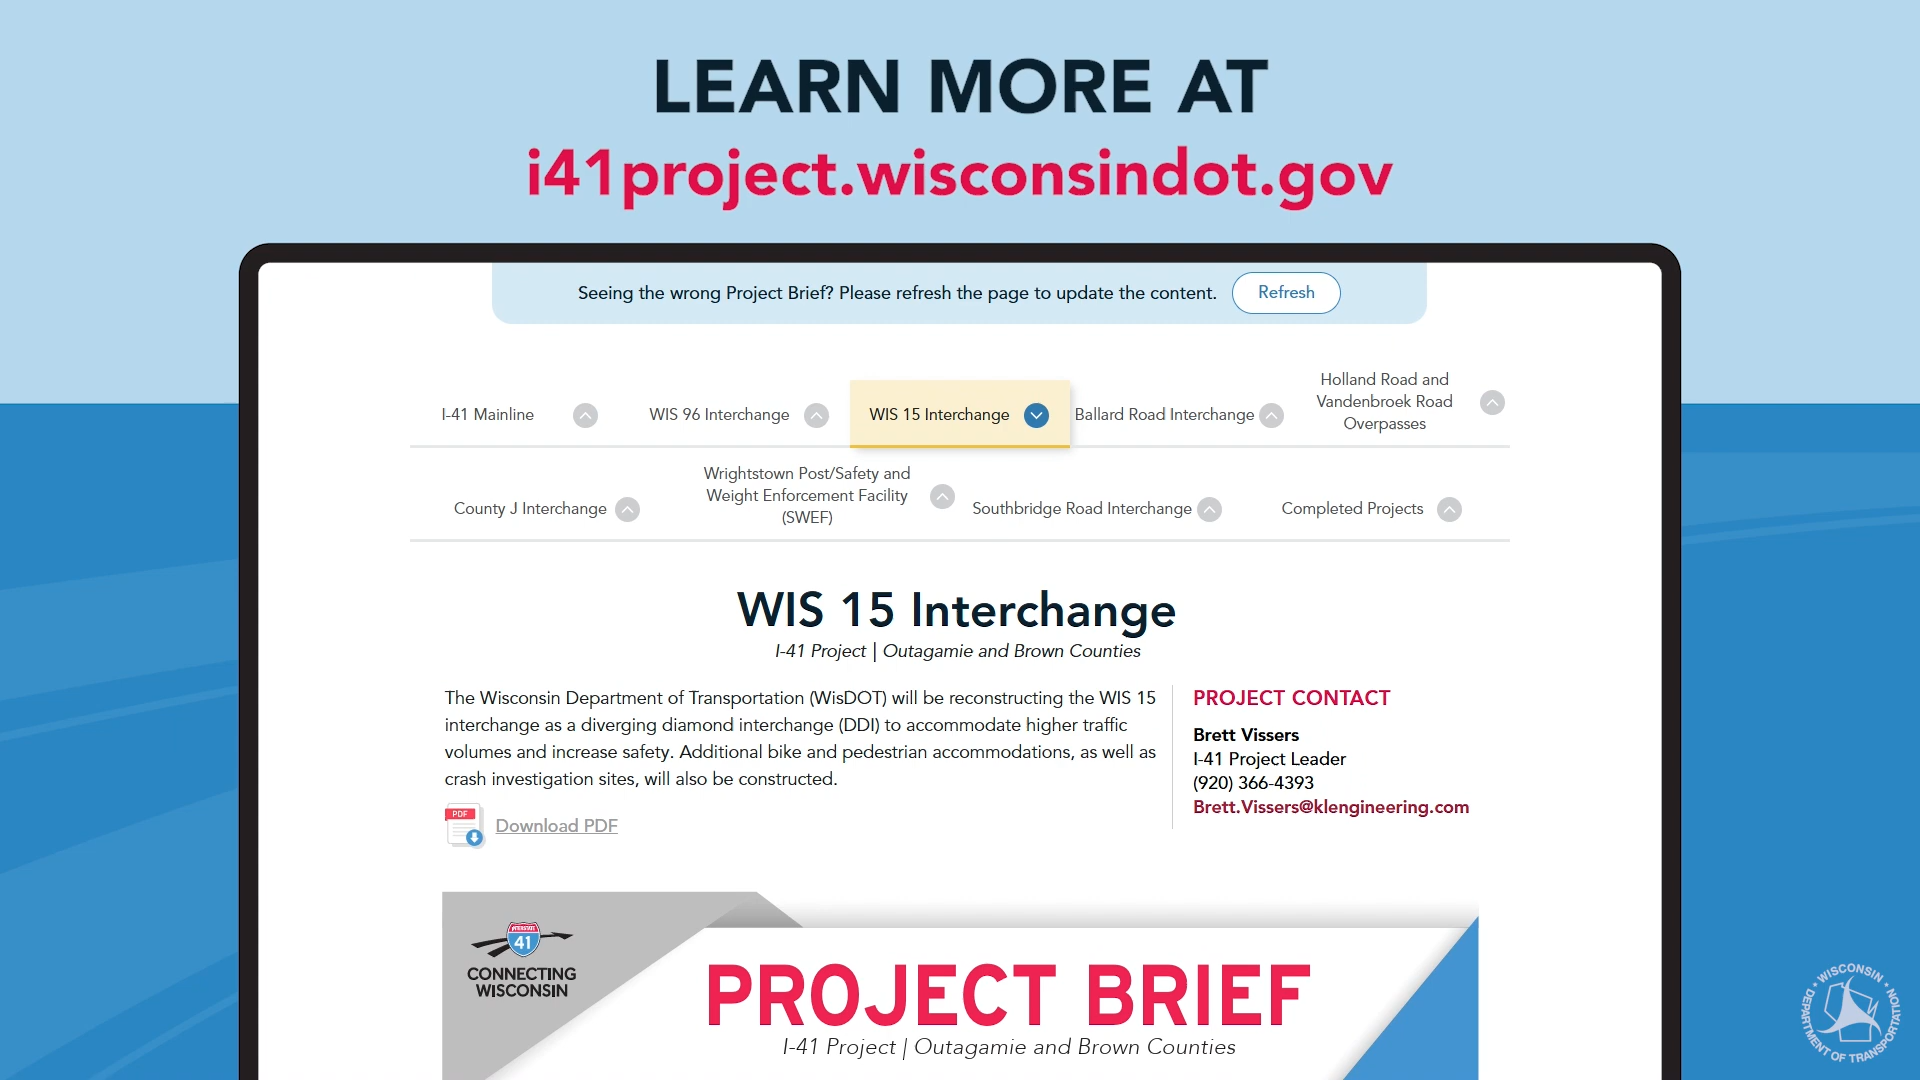 LEARN MORE AT
i41project.wisconsindot.gov
Seeing the wrong Project Brief? Please refresh the page to update the content.
Refresh
I-41 Mainline
WIS 96 Interchange
WIS 15 Interchange
Ballard Road Interchange
Holland Road and
Vandenbroek Road
Overpasses
County J Interchange
Wrightstown Post/Safety and
Weight Enforcement Facility
(SWEF)
Southbridge Road Interchange
Completed Projects
WIS 15 Interchange
I-41 Project | Outagamie and Brown Counties
The Wisconsin Department of Transportation (WisDOT) will be reconstructing the WIS 15
interchange as a diverging diamond interchange (DDI) to accommodate higher traffic
volumes and increase safety. Additional bike and pedestrian accommodations, as well as
crash investigation sites, will also be constructed.
PDF
Download PDF
PROJECT CONTACT
Brett Vissers
I-41 Project Leader
(920) 366-4393
Brett.Vissers@klengineering.com
INTERSTATE
41
CONNECTING
WISCONSIN
PROJECT BRIEF
I-41 Project | Outagamie and Brown Counties
WISCONSIN
DEPARTMENT OF TRANSPORTATION